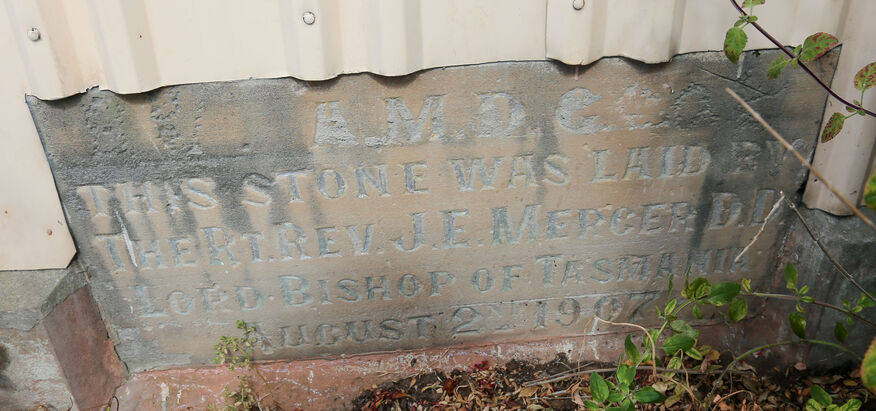 A.M.D.G.
THIS STONE WAS LAID BY
THE RT. REV. J.E. MERCER D.D.
LORD BISHOP OF TASMANIA
AUGUST 2ND 1907